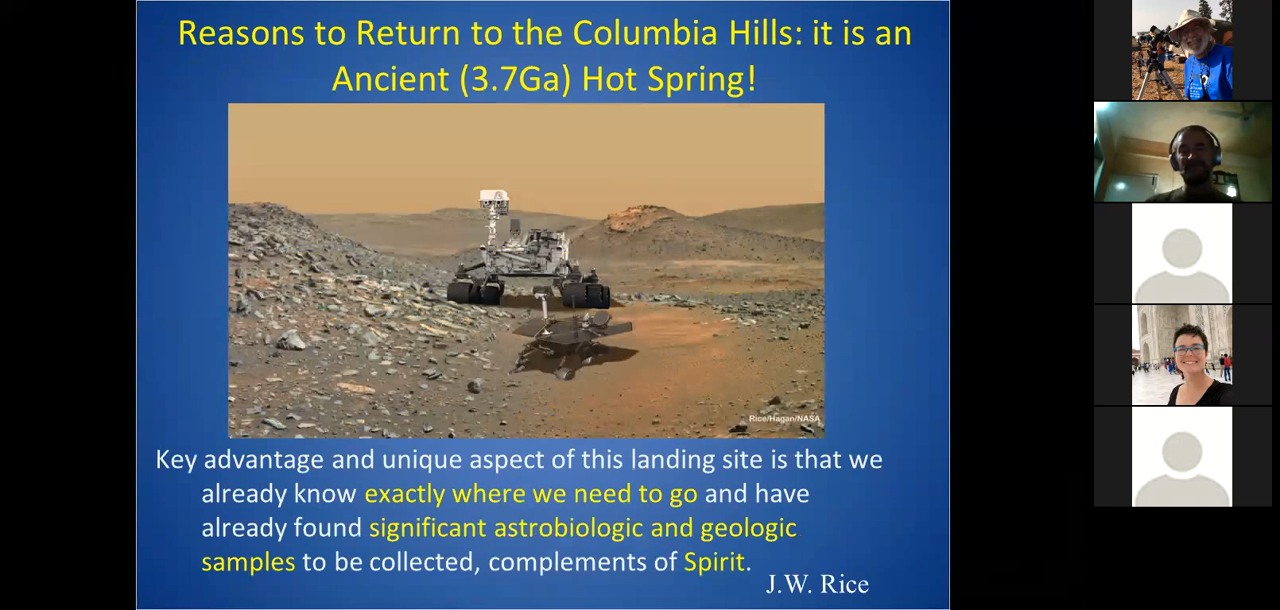 Reasons to Return to the Columbia Hills: it is an
Ancient (3.7Ga) Hot Spring!
Rice/Hagan/NASA
Key advantage and unique aspect of this landing site is that we
already know exactly where we need to go and have
already found significant astrobiologic and geologic
samples to be collected, complements of Spirit.
J.W. Rice